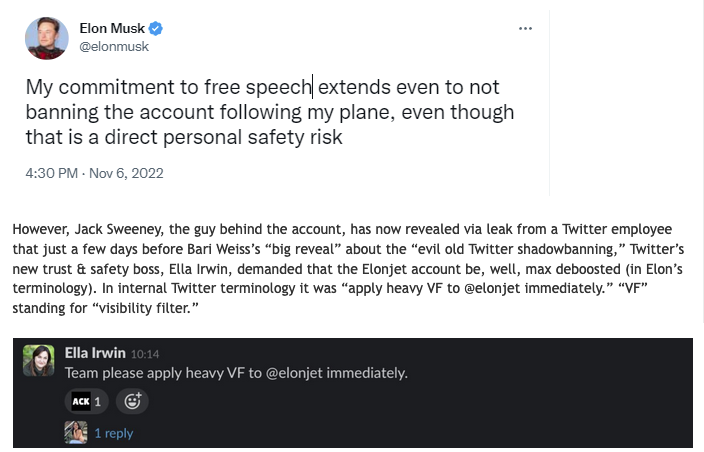 Elon Musk
@elonmusk
My commitment to free speech extends even to not
banning the account following my plane, even though
that is a direct personal safety risk
4:30 PM · Nov 6, 2022
However, Jack Sweeney, the guy behind the account, has now revealed via leak from a Twitter employee
that just a few days before Bari Weiss’s “big reveal” about the “evil old Twitter shadowbanning,” Twitter’s
new trust & safety boss, Ella Irwin, demanded that the Elonjet account be, well, max deboosted (in Elon’s
terminology). In internal Twitter terminology it was “apply heavy VF to @elonjet immediately.” “VF”
standing for “visibility filter.”
Ella Irwin 10:14
Team please apply heavy VF to @elonjet immediately.
ACK 1
1 reply